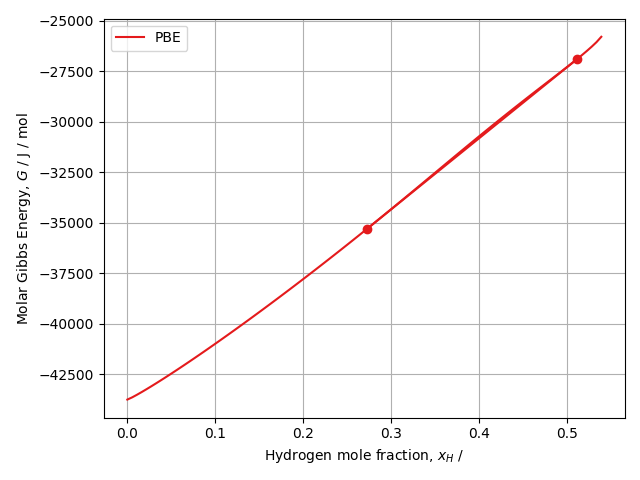 PBE
−25000
−27500
−30000
−32500
−35000
−37500
−40000
−42500
Molar Gibbs Energy, G / J / mol
0.0 0.1 0.2 0.3 0.4 0.5
Hydrogen mole fraction, x_H /